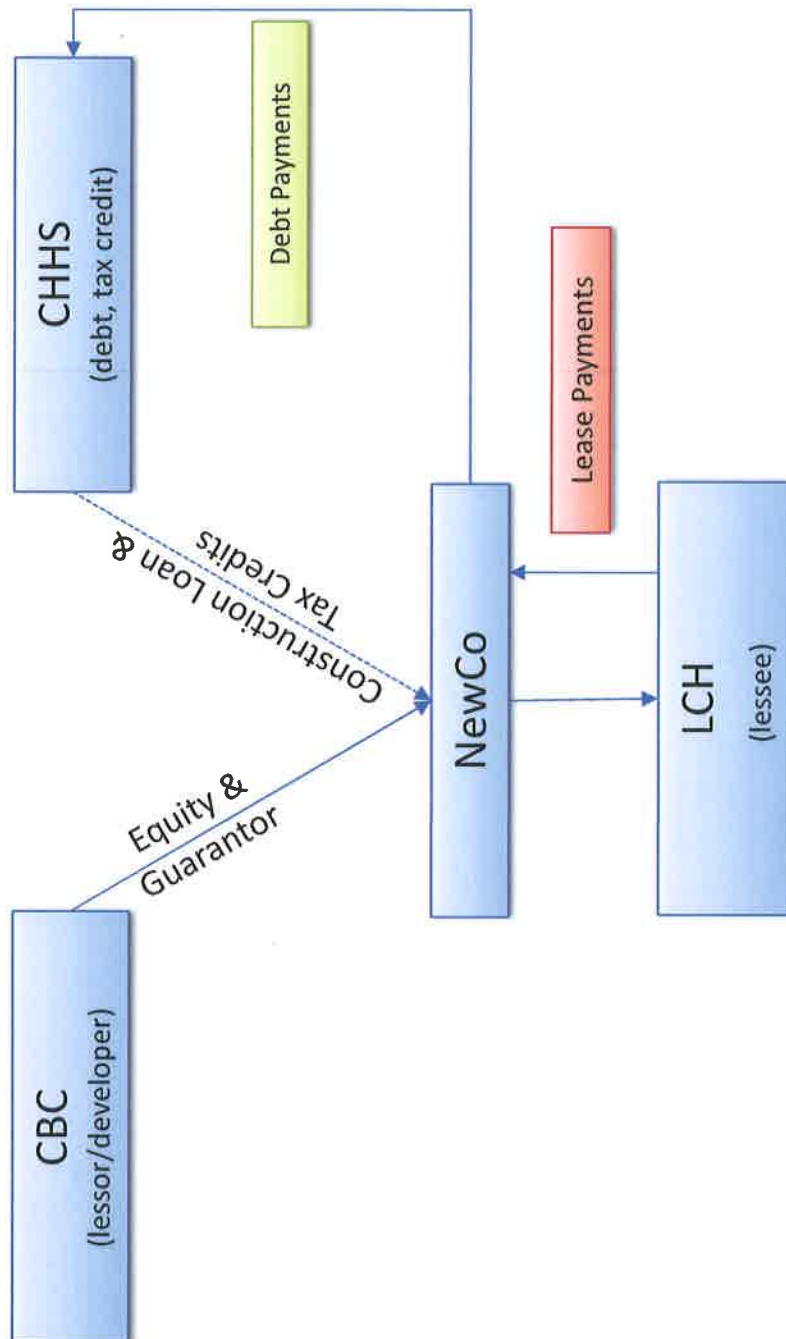 CBC
(lessor/developer)
CHHS
(debt, tax credit)
Equity &
Guarantor
Construction Loan &
Tax Credits
Debt Payments
NewCo
Lease Payments
LCH
(lessee)